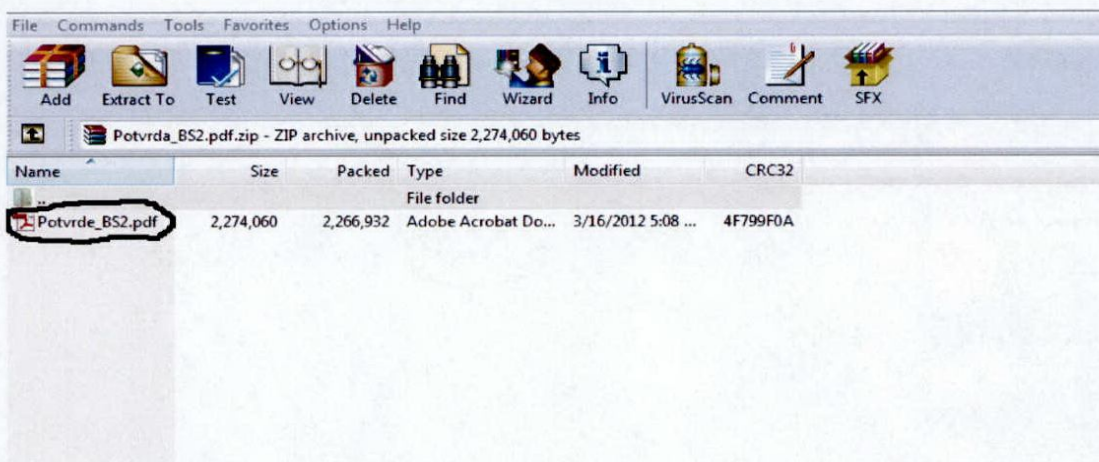 File Commands Tools Favorites Options Help
Add Extract To Test View Delete Find Wizard Info VirusScan Comment SFX
Potvrda_BS2.pdf.zip - ZIP archive, unpacked size 2,274,060 bytes
Name Size Packed Type Modified CRC32
.. File folder
Potvrde_BS2.pdf 2,274,060 2,266,932 Adobe Acrobat Do... 3/16/2012 5:08 ... 4F799F0A